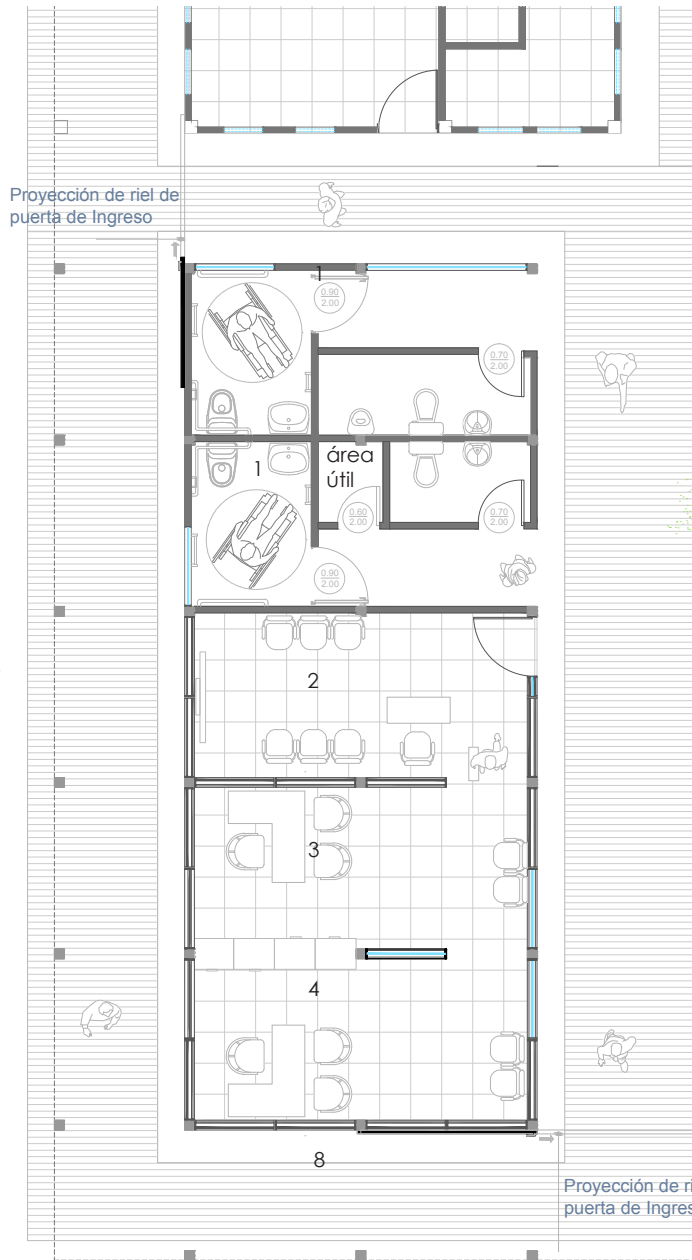 Proyección de riel de
puerta de Ingreso
1
0.90
2.00
0.70
2.00
área
útil
1
0.60
2.00
0.70
2.00
0.90
2.00
2
3
4
8
Proyección de ri
puerta de Ingres